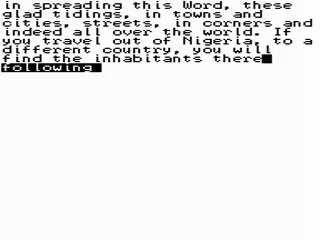 in spreading this Word, these
glad tidings, in towns and
cities, streets, in corners and
indeed all over the world. If
you travel out of Nigeria, to a
different country, you will
find the inhabitants there
following